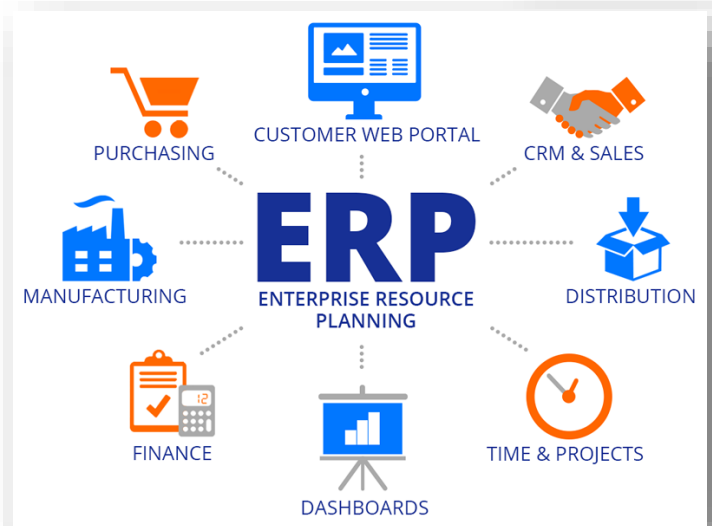 CUSTOMER WEB PORTAL
PURCHASING
CRM & SALES
ERP
ENTERPRISE RESOURCE
PLANNING
MANUFACTURING
DISTRIBUTION
12
FINANCE
TIME & PROJECTS
DASHBOARDS